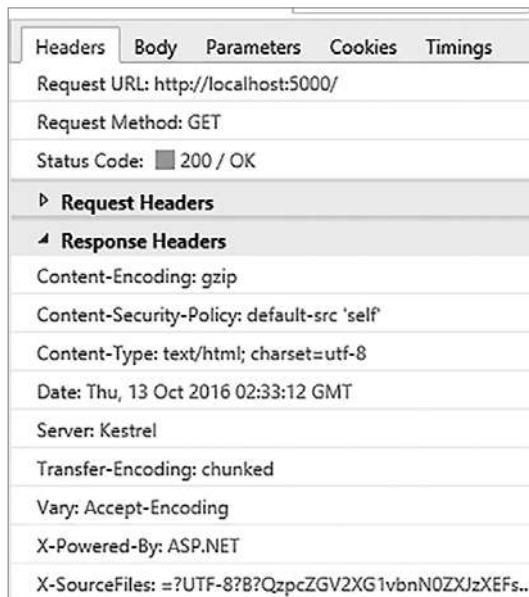 Headers Body Parameters Cookies Timings
Request URL: http://localhost:5000/
Request Method: GET
Status Code: 200 / OK
Request Headers
Response Headers
Content-Encoding: gzip
Content-Security-Policy: default-src 'self'
Content-Type: text/html; charset=utf-8
Date: Thu, 13 Oct 2016 02:33:12 GMT
Server: Kestrel
Transfer-Encoding: chunked
Vary: Accept-Encoding
X-Powered-By: ASP.NET
X-SourceFiles: =?UTF-8?B?QzpcZGV2XG1vbnN0ZXJzXEFs...